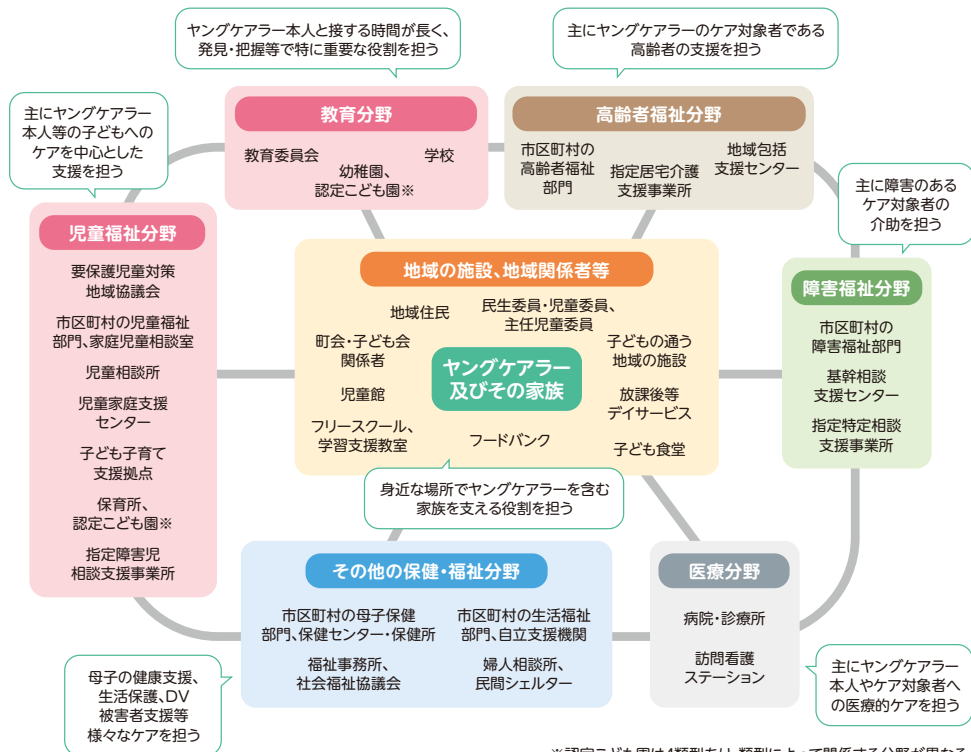 ヤングケアラー本人と接する時間が長く、
発見・把握等で特に重要な役割を担う
主にヤングケアラーのケア対象者である
高齢者の支援を担う
主にヤングケアラー
本人等の子どもへの
ケアを中心とした
支援を担う
教育分野
教育委員会
学校
幼稚園、
認定こども園※
高齢者福祉分野
市区町村の
高齢者福祉
部門
指定居宅介護
支援事業所
地域包括
支援センター
主に障害のある
ケア対象者の
介助を担う
児童福祉分野
要保護児童対策
地域協議会
市区町村の児童福祉
部門、家庭児童相談室
児童相談所
児童家庭支援
センター
子ども子育て
支援拠点
保育所、
認定こども園※
指定障害児
相談支援事業所
地域の施設、地域関係者等
地域住民
民生委員・児童委員、
主任児童委員
町会・子ども会
関係者
子どもの通う
地域の施設
ヤングケアラー
及びその家族
児童館
放課後等
デイサービス
フリースクール、
学習支援教室
フードバンク
子ども食堂
障害福祉分野
市区町村の
障害福祉部門
基幹相談
支援センター
指定特定相談
支援事業所
身近な場所でヤングケアラーを含む
家族を支える役割を担う
その他の保健・福祉分野
市区町村の母子保健
部門、保健センター・保健所
市区町村の生活福祉
部門、自立支援機関
福祉事務所、
社会福祉協議会
婦人相談所、
民間シェルター
医療分野
病院・診療所
訪問看護
ステーション
母子の健康支援、
生活保護、DV
被害者支援等
様々なケアを担う
主にヤングケアラー
本人やケア対象者へ
の医療的ケアを担う
※認定こども園は4類型あり、類型によって関係する分野が異なる